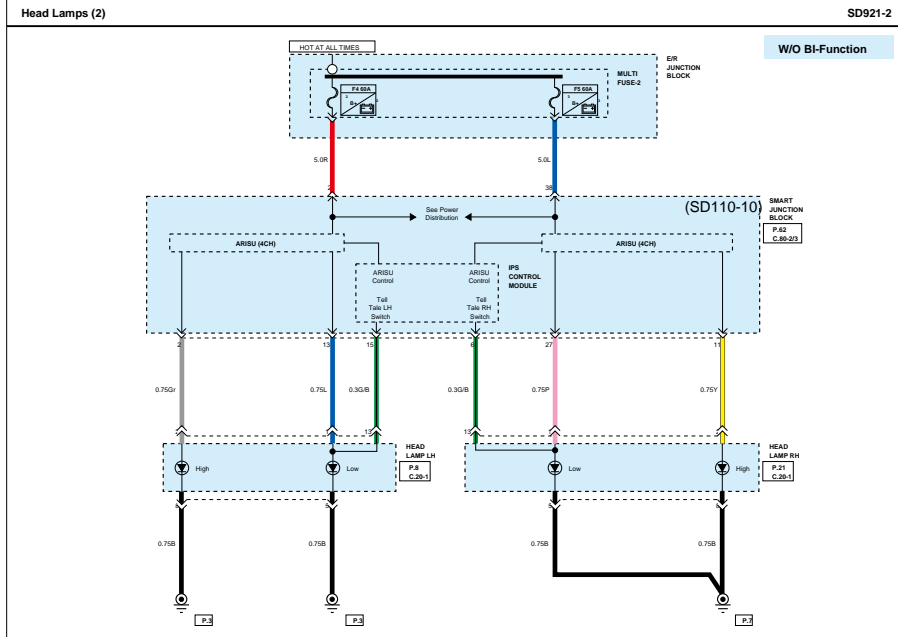 Head Lamps (2)
SD921-2
W/O BI-Function
HOT AT ALL TIMES
E/R
JUNCTION
BLOCK
MULTI
FUSE-2
F4 60A
B+
F5 60A
B+
5.0R
5.0L
2
38
See Power
Distribution
(SD110-10)
SMART
JUNCTION
BLOCK
P.62
C.80-2/3
ARISU (4CH)
ARISU (4CH)
ARISU
Control
ARISU
Control
IPS
CONTROL
MODULE
Tell
Tale LH
Switch
Tell
Tale RH
Switch
2
13
15
6
27
11
0.75Gr
0.75L
0.3G/B
0.3G/B
0.75P
0.75Y
13
13
HEAD
LAMP LH
P.8
C.20-1
HEAD
LAMP RH
P.21
C.20-1
High
Low
Low
High
0.75B
0.75B
0.75B
0.75B
P.3
P.3
P.7